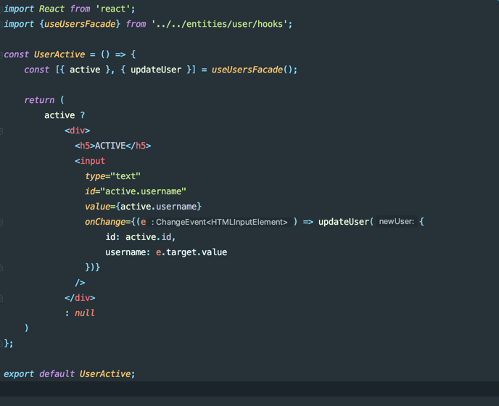 import React from 'react';
import {useUsersFacade} from '../../entities/user/hooks';
const UserActive = () => {
const [{ active }, { updateUser }] = useUsersFacade();
return (
active ?
<div>
<h5>ACTIVE</h5>
<input
type="text"
id="active.username"
value={active.username}
onChange={(e : ChangeEvent<HTMLInputElement> ) => updateUser( newUser: {
id: active.id,
username: e.target.value
})}
/>
</div>
: null
)
};
export default UserActive;